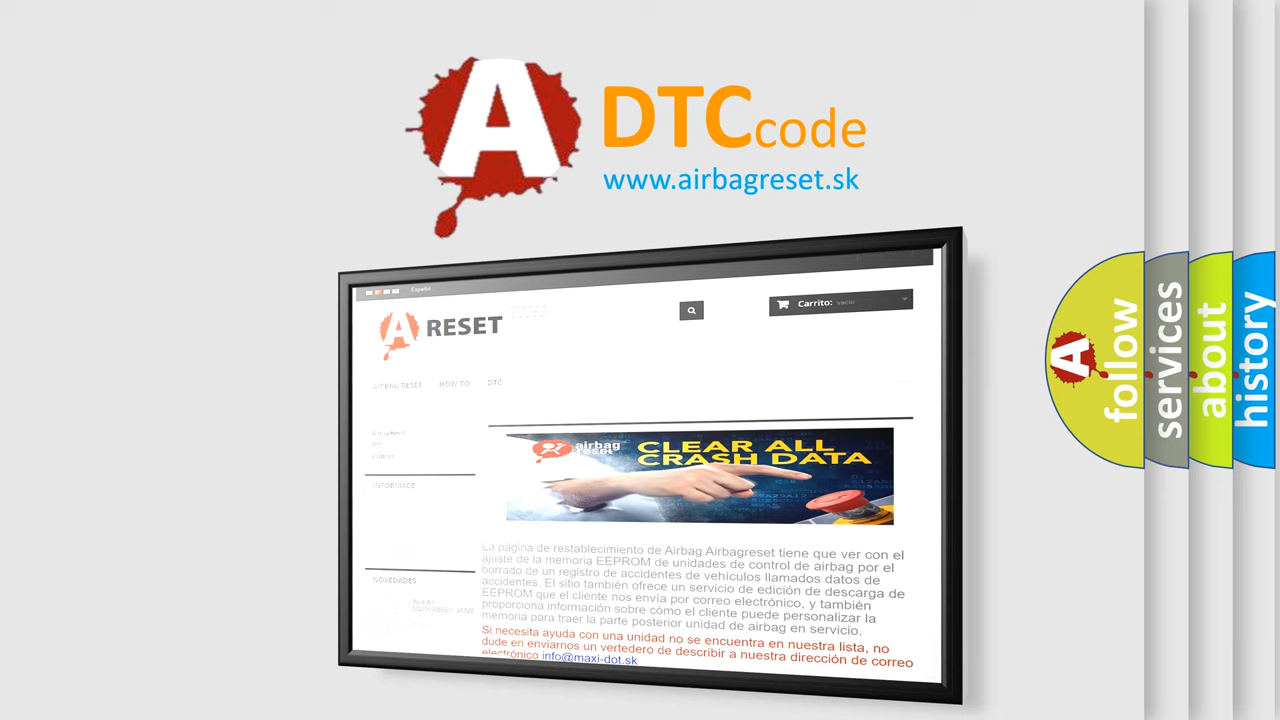 A
DTCcode
www.airbagreset.sk
Español
A RESET
Carrito: vacío
AIRBAG RESET HOW TO DTC
INFORMACE
airbag
reset
CLEAR ALL
CRASH DATA
La página de restablecimiento de Airbag Airbagreset tiene que ver con el
ajuste de la memoria EEPROM de unidades de control de airbag por el
borrado de un registro de accidentes de vehículos llamados datos de
accidentes. El sitio también ofrece un servicio de edición de descarga de
EEPROM que el cliente nos envía por correo electrónico, y también
proporciona información sobre cómo el cliente puede personalizar la
memoria para traer la parte posterior unidad de airbag en servicio.
Si necesita ayuda con una unidad no se encuentra en nuestra lista, no
dude en enviarnos un vertedero de describir a nuestra dirección de correo
electrónico info@maxi-dot.sk
NOVEDADES
A
follow
services
about
history